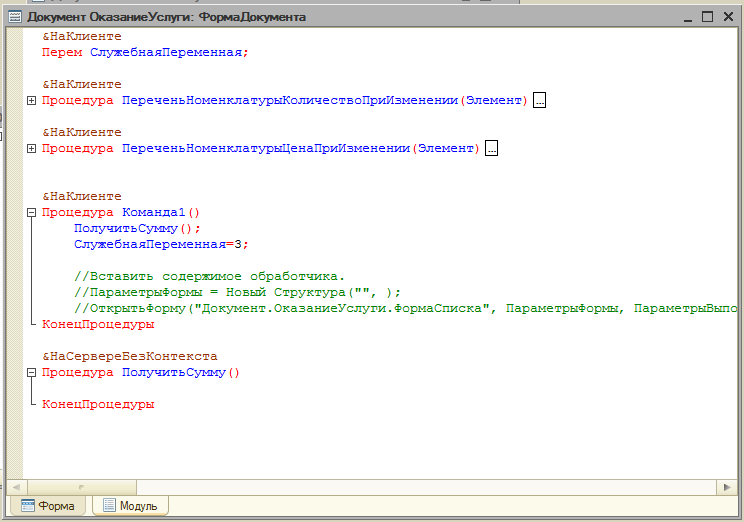 Документ ОказаниеУслуги: ФормаДокумента
&НаКлиенте
Перем СлужебнаяПеременная;
&НаКлиенте
Процедура ПереченьНоменклатурыКоличествоПриИзменении(Элемент) ...
&НаКлиенте
Процедура ПереченьНоменклатурыЦенаПриИзменении(Элемент) ...
&НаКлиенте
Процедура Команда1()
ПолучитьСумму();
СлужебнаяПеременная=3;
//Вставить содержимое обработчика.
//ПараметрыФормы = Новый Структура("", );
//ОткрытьФорму("Документ.ОказаниеУслуги.ФормаСписка", ПараметрыФормы, ПараметрыВыпо
КонецПроцедуры
&НаСервереБезКонтекста
Процедура ПолучитьСумму()
КонецПроцедуры
Форма Модуль